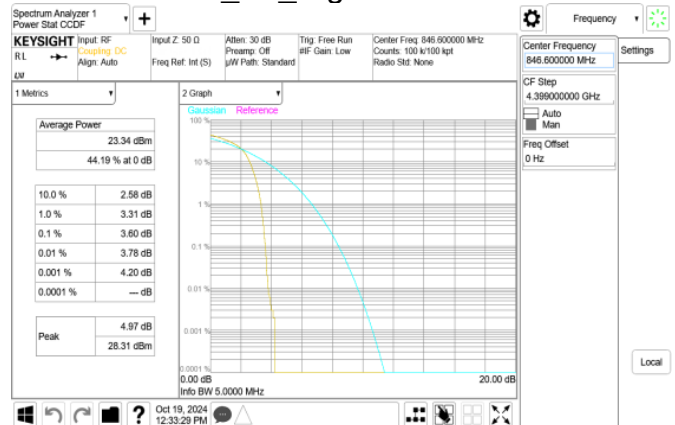 Spectrum Analyzer 1
Power Stat CCDF
Frequency
KEYSIGHT
RL
LXI
Input: RF
Coupling: DC
Align: Auto
Input Z: 50 Ω
Freq Ref: Int (S)
Atten: 30 dB
Preamp: Off
µW Path: Standard
Trig: Free Run
#IF Gain: Low
Center Freq: 846.600000 MHz
Counts: 100 k/100 kpt
Radio Std: None
Center Frequency
846.600000 MHz
Settings
CF Step
4.399000000 GHz
Auto
Man
Freq Offset
0 Hz
1 Metrics
Average Power
23.34 dBm
44.19 % at 0 dB
10.0 % 2.58 dB
1.0 % 3.31 dB
0.1 % 3.60 dB
0.01 % 3.78 dB
0.001 % 4.20 dB
0.0001 % --- dB
Peak
4.97 dB
28.31 dBm
2 Graph
Gaussian Reference
100 %
10 %
1 %
0.1 %
0.01 %
0.001 %
0.0001 %
0.00 dB 20.00 dB
Info BW 5.0000 MHz
Local
Oct 19, 2024
12:33:29 PM